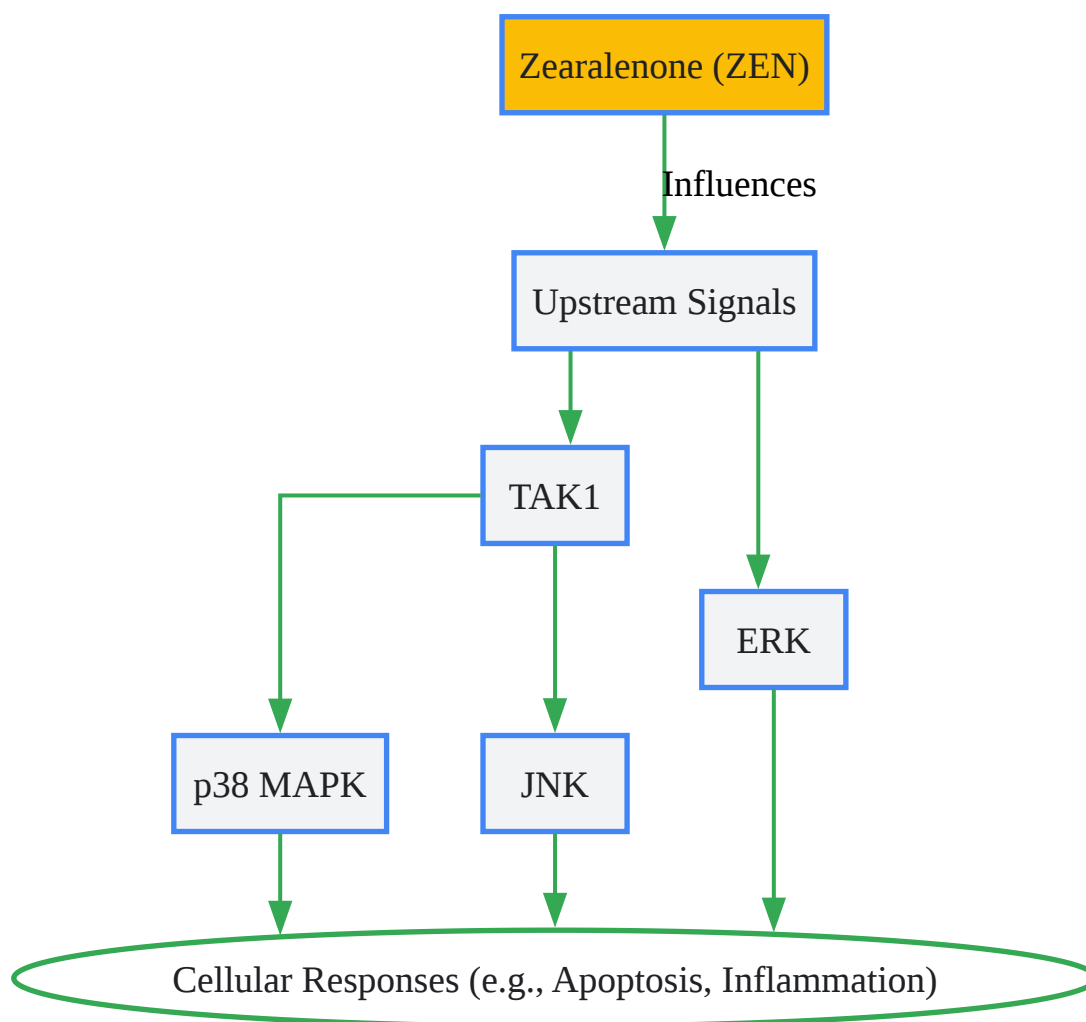 Zearalenone (ZEN)
Influences
Upstream Signals
TAK1
ERK
p38 MAPK
JNK
Cellular Responses (e.g., Apoptosis, Inflammation)